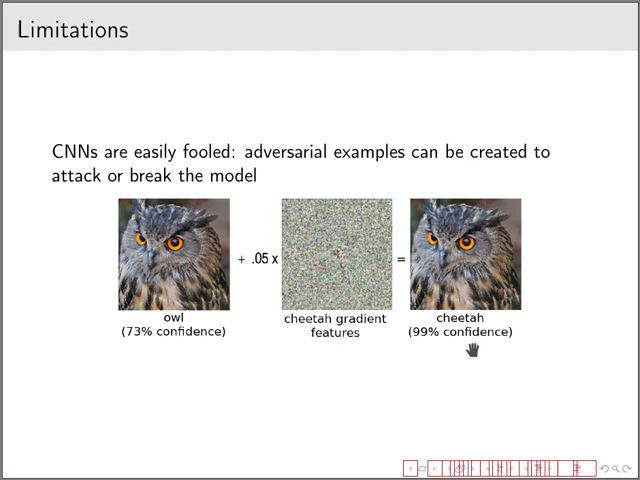 Limitations
CNNs are easily fooled: adversarial examples can be created to
attack or break the model
+ .05 x
=
owl
(73% confidence)
cheetah gradient
features
cheetah
(99% confidence)